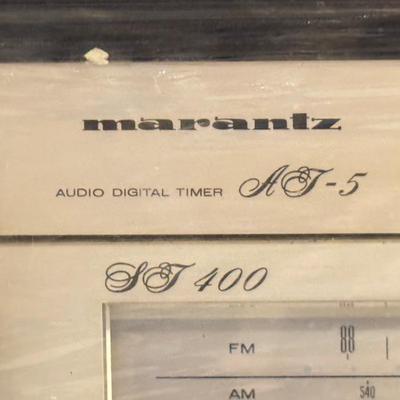 marantz
AUDIO DIGITAL TIMER AT-5
ST 400
FM 88
AM 540